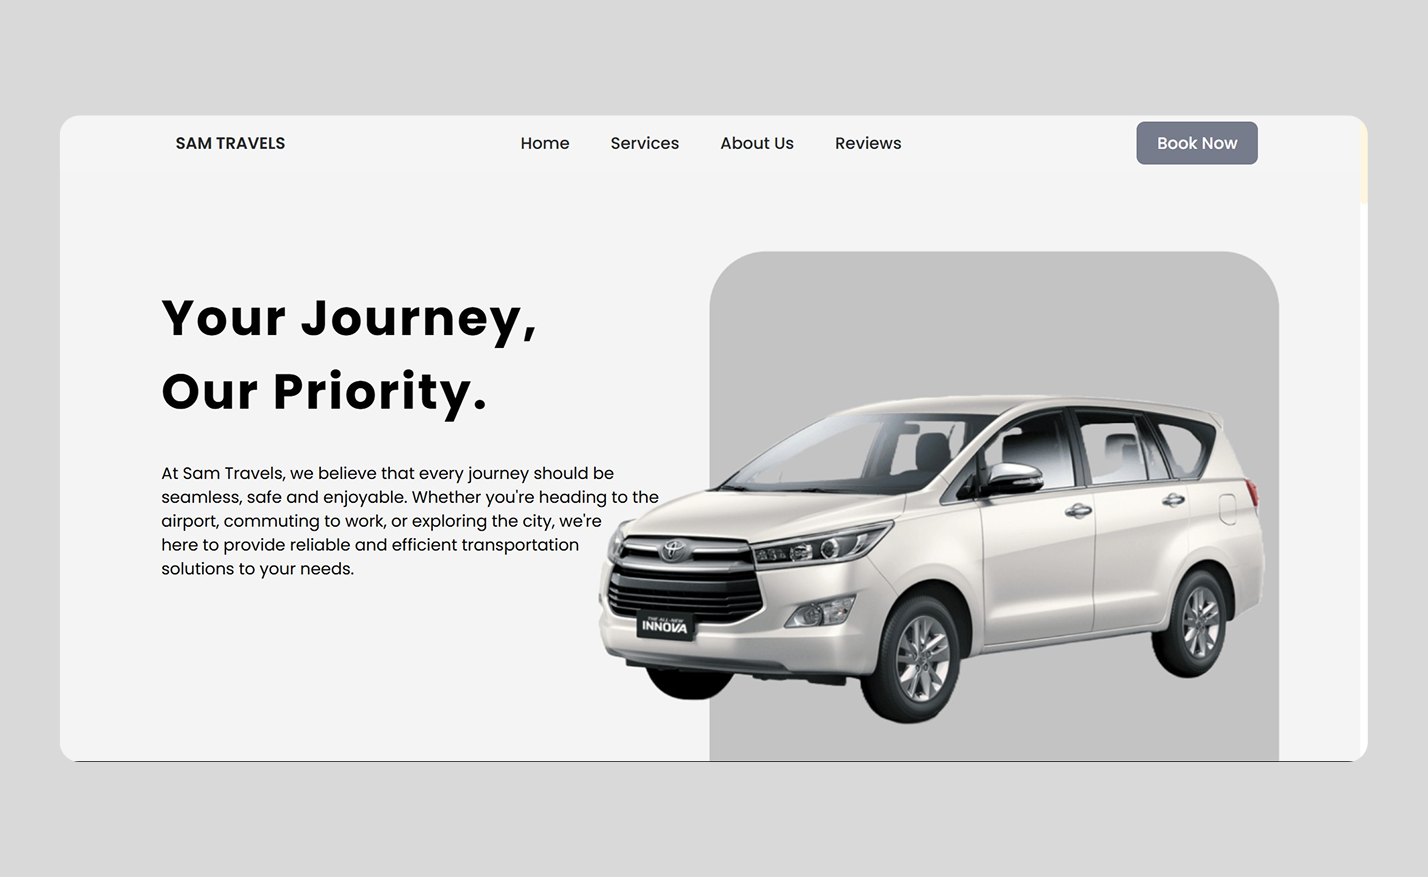 SAM TRAVELS
Home
Services
About Us
Reviews
Book Now
Your Journey,
Our Priority.
At Sam Travels, we believe that every journey should be
seamless, safe and enjoyable. Whether you're heading to the
airport, commuting to work, or exploring the city, we're
here to provide reliable and efficient transportation
solutions to your needs.
THE ALL-NEW
INNOVA